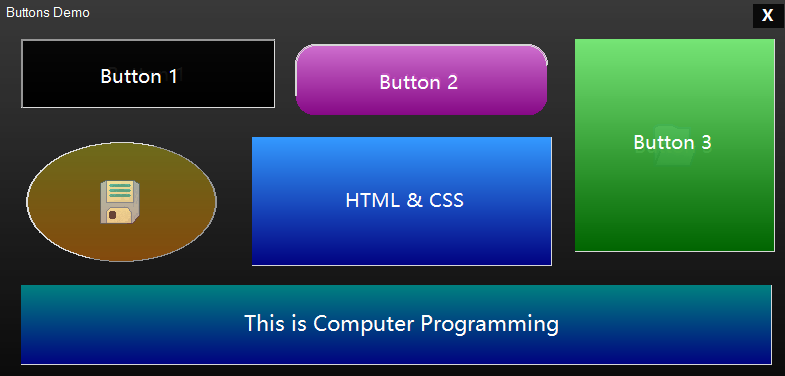 Buttons Demo
X
Button 1
Button 2
Button 3
HTML & CSS
This is Computer Programming